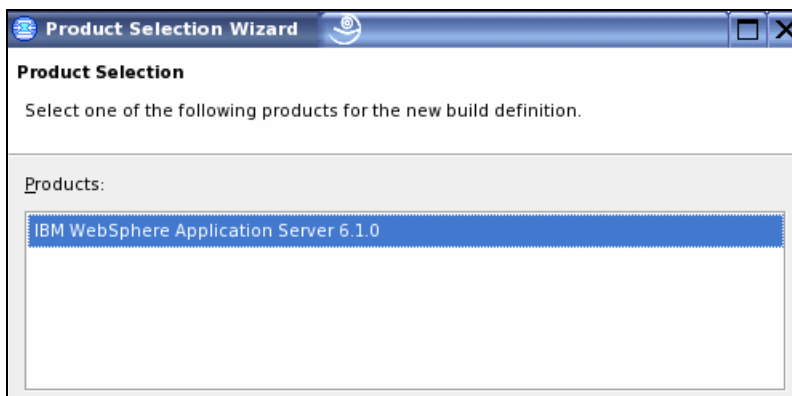 Product Selection Wizard
Product Selection
Select one of the following products for the new build definition.
Products:
IBM WebSphere Application Server 6.1.0